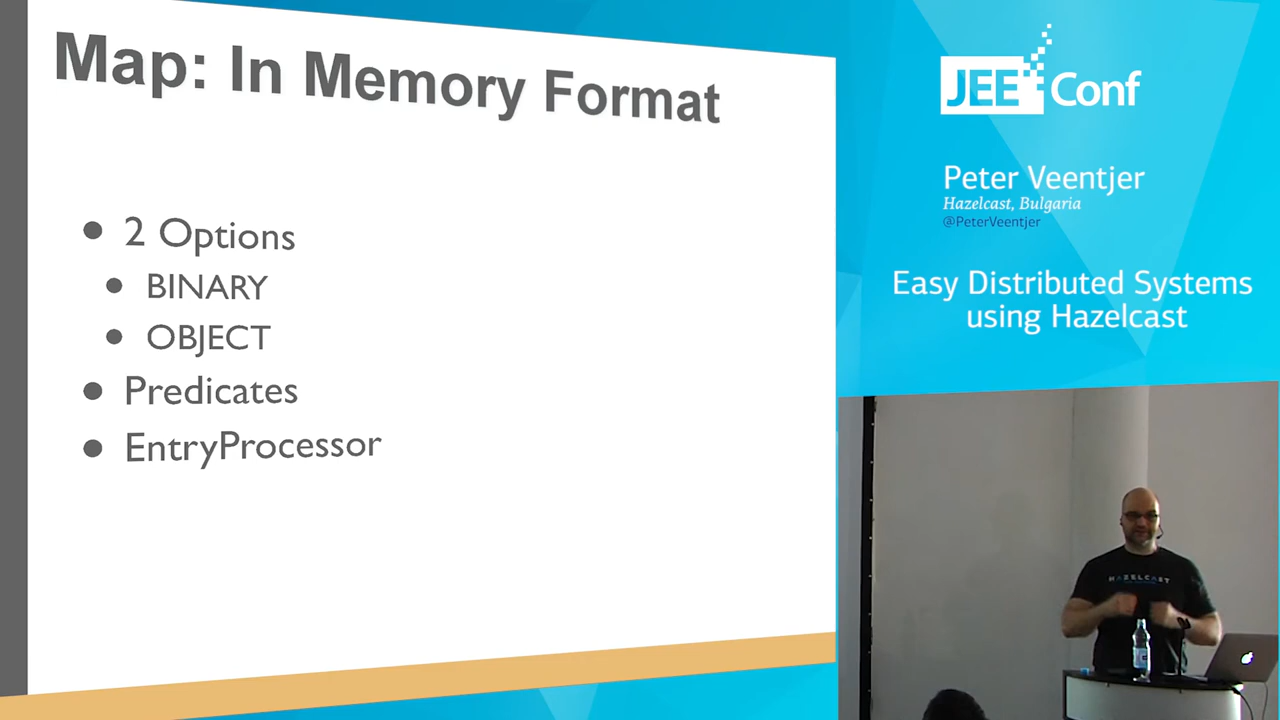 Map: In Memory Format
2 Options
BINARY
OBJECT
Predicates
EntryProcessor
JEE Conf
Peter Veentjer
Hazelcast, Bulgaria
@PeterVeentjer
Easy Distributed Systems
using Hazelcast
HAZELCAST